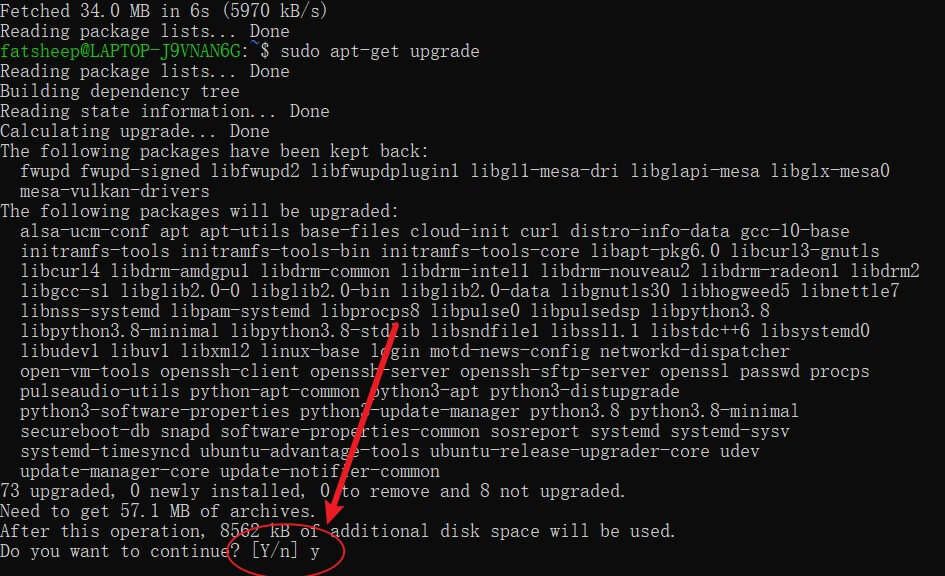 Fetched 34.0 MB in 6s (5970 kB/s)
Reading package lists... Done
fatsheep@LAPTOP-J9VNAN6G:~$ sudo apt-get upgrade
Reading package lists... Done
Building dependency tree
Reading state information... Done
Calculating upgrade... Done
The following packages have been kept back:
  fwupd fwupd-signed libfwupd2 libfwupdplugin1 libgl1-mesa-dri libglapi-mesa libglx-mesa0
  mesa-vulkan-drivers
The following packages will be upgraded:
  alsa-ucm-conf apt apt-utils base-files cloud-init curl distro-info-data gcc-10-base
  initramfs-tools initramfs-tools-bin initramfs-tools-core libapt-pkg6.0 libcurl3-gnutls
  libcurl4 libdrm-amdgpu1 libdrm-common libdrm-intel1 libdrm-nouveau2 libdrm-radeon1 libdrm2
  libgcc-s1 libglib2.0-0 libglib2.0-bin libglib2.0-data libgnutls30 libhogweed5 libnettle7
  libnss-systemd libpam-systemd libprocps8 libpulse0 libpulsedsp libpython3.8
  libpython3.8-minimal libpython3.8-stdlib libsndfile1 libssl1.1 libstdc++6 libsystemd0
  libudev1 libuv1 libxml2 linux-base login motd-news-config networkd-dispatcher
  open-vm-tools openssh-client openssh-server openssh-sftp-server openssl passwd procps
  pulseaudio-utils python-apt-common python3-apt python3-distupgrade
  python3-software-properties python3-update-manager python3.8 python3.8-minimal
  secureboot-db snapd software-properties-common sosreport systemd systemd-sysv
  systemd-timesyncd ubuntu-advantage-tools ubuntu-release-upgrader-core udev
  update-manager-core update-notifier-common
73 upgraded, 0 newly installed, 0 to remove and 8 not upgraded.
Need to get 57.1 MB of archives.
After this operation, 8562 kB of additional disk space will be used.
Do you want to continue? [Y/n] y